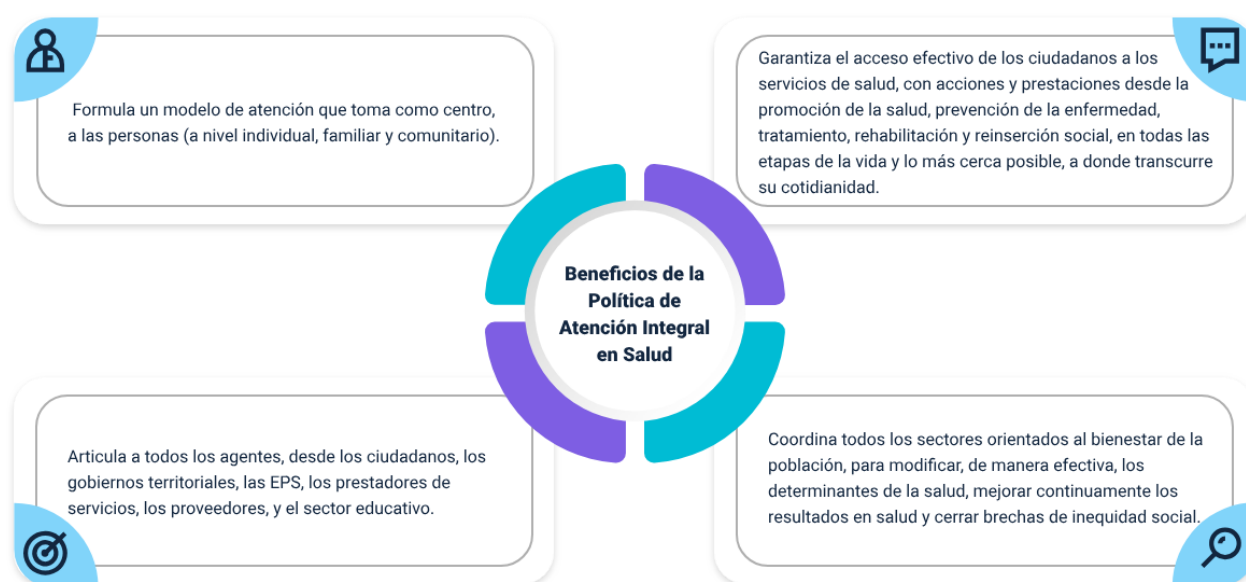 Formula un modelo de atención que toma como centro,
a las personas (a nivel individual, familiar y comunitario).
Garantiza el acceso efectivo de los ciudadanos a los
servicios de salud, con acciones y prestaciones desde la
promoción de la salud, prevención de la enfermedad,
tratamiento, rehabilitación y reinserción social, en todas las
etapas de la vida y lo más cerca posible, a donde transcurre
su cotidianidad.
Beneficios de la
Política de
Atención Integral
en Salud
Articula a todos los agentes, desde los ciudadanos, los
gobiernos territoriales, las EPS, los prestadores de
servicios, los proveedores, y el sector educativo.
Coordina todos los sectores orientados al bienestar de la
población, para modificar, de manera efectiva, los
determinantes de la salud, mejorar continuamente los
resultados en salud y cerrar brechas de inequidad social.